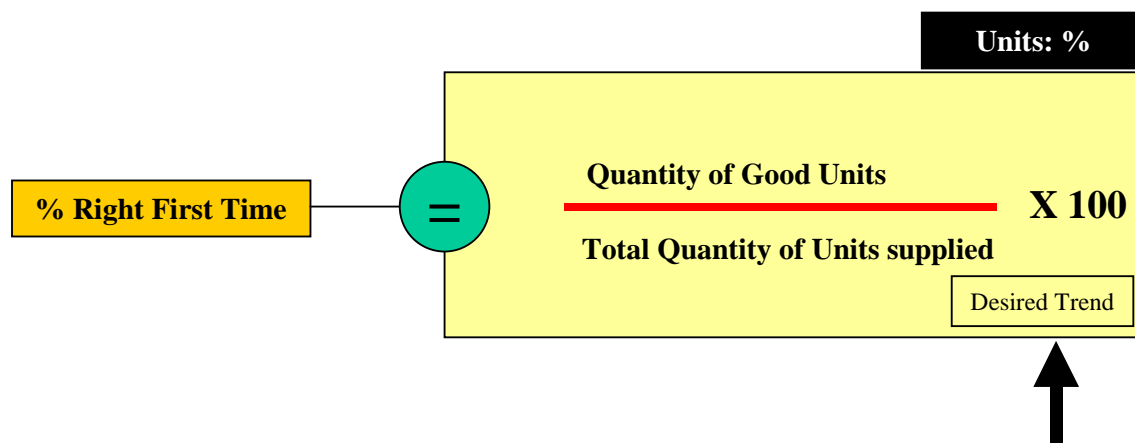 Units: %
Quantity of Good Units
% Right First Time
=
X 100
Total Quantity of Units supplied
Desired Trend